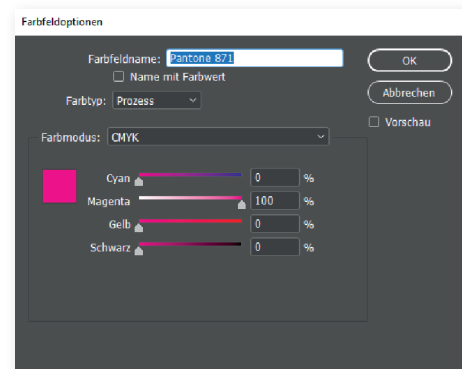 Farbfeldoptionen
Farbfeldname: Pantone 871
Name mit Farbwert
Farbtyp: Prozess
OK
Abbrechen
Vorschau
Farbmodus: CMYK
Cyan 0 %
Magenta 100 %
Gelb 0 %
Schwarz 0 %